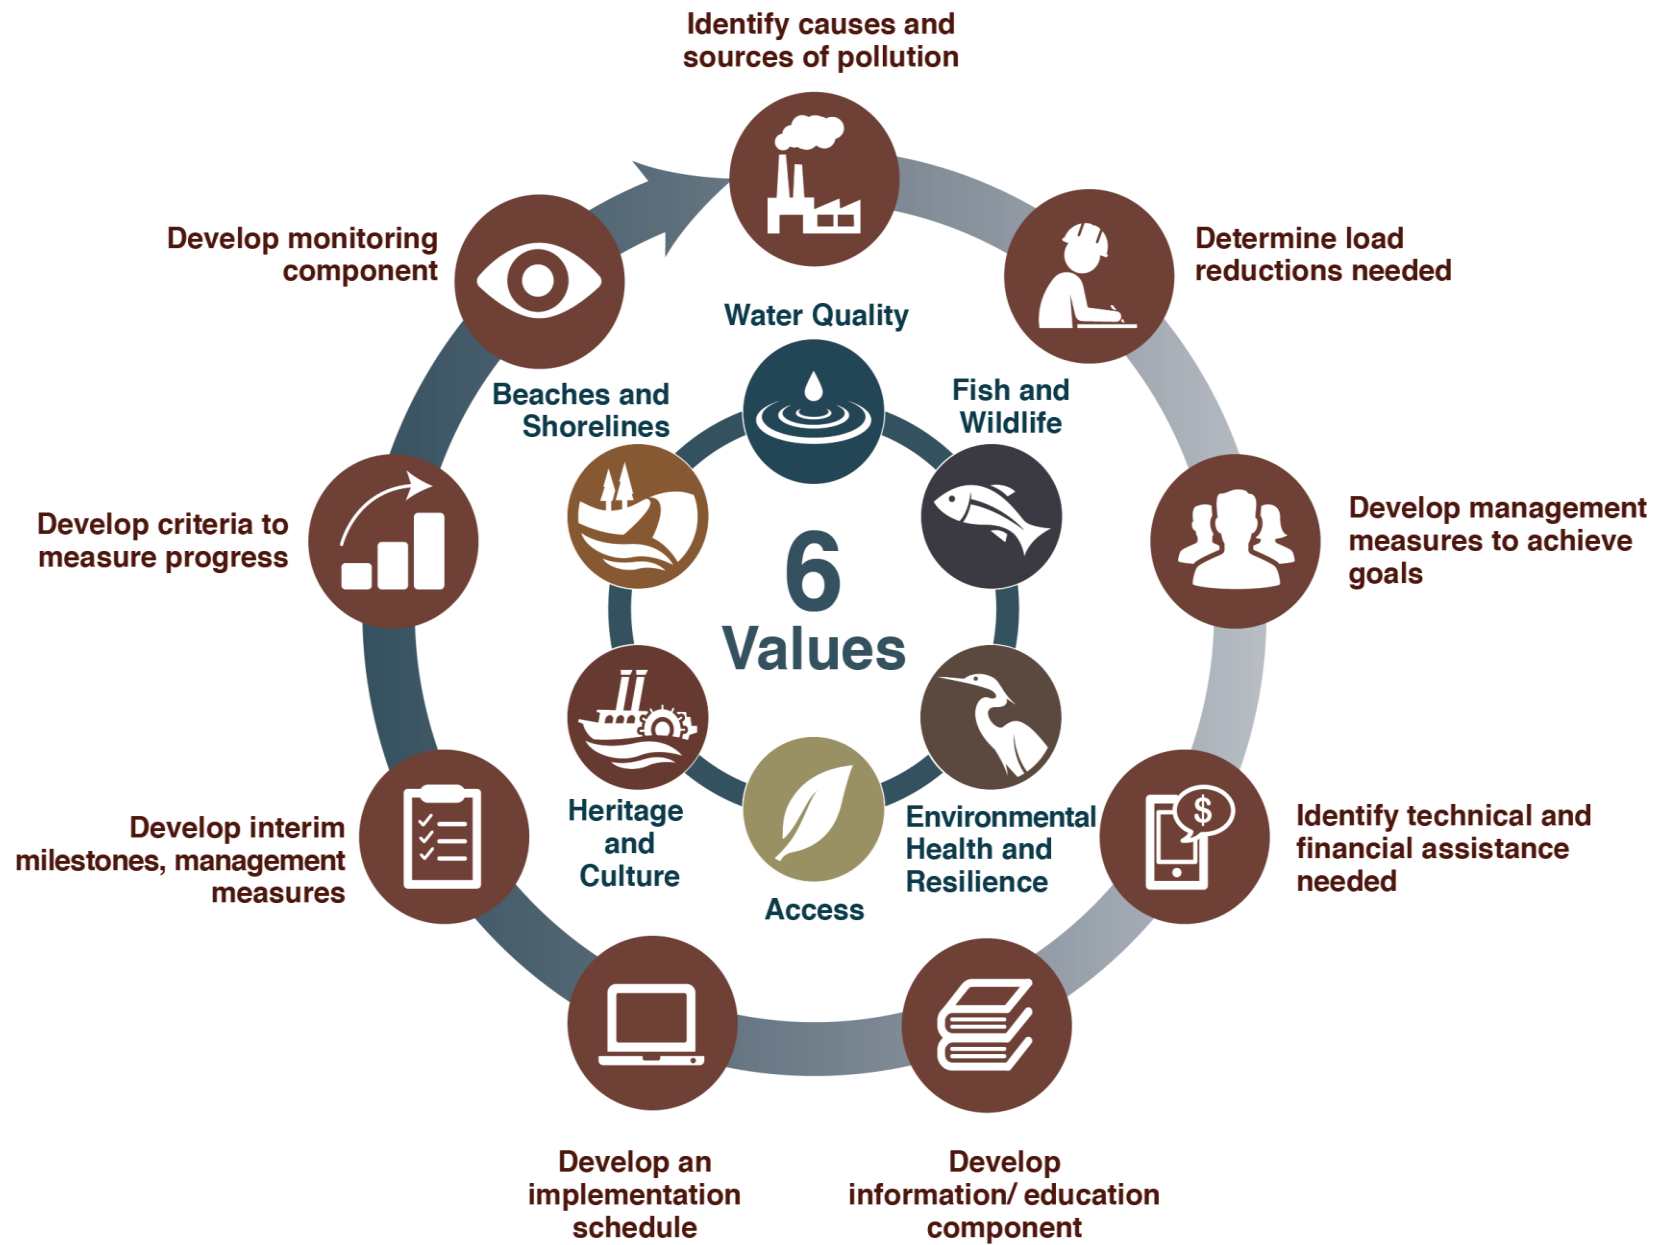 Identify causes and
sources of pollution
Determine load
reductions needed
Develop management
measures to achieve
goals
Identify technical and
financial assistance
needed
$
Develop
information/ education
component
Develop an
implementation
schedule
Develop interim
milestones, management
measures
Develop criteria to
measure progress
Develop monitoring
component
Water Quality
Fish and
Wildlife
Environmental
Health and
Resilience
Access
Heritage
and
Culture
Beaches and
Shorelines
6
Values